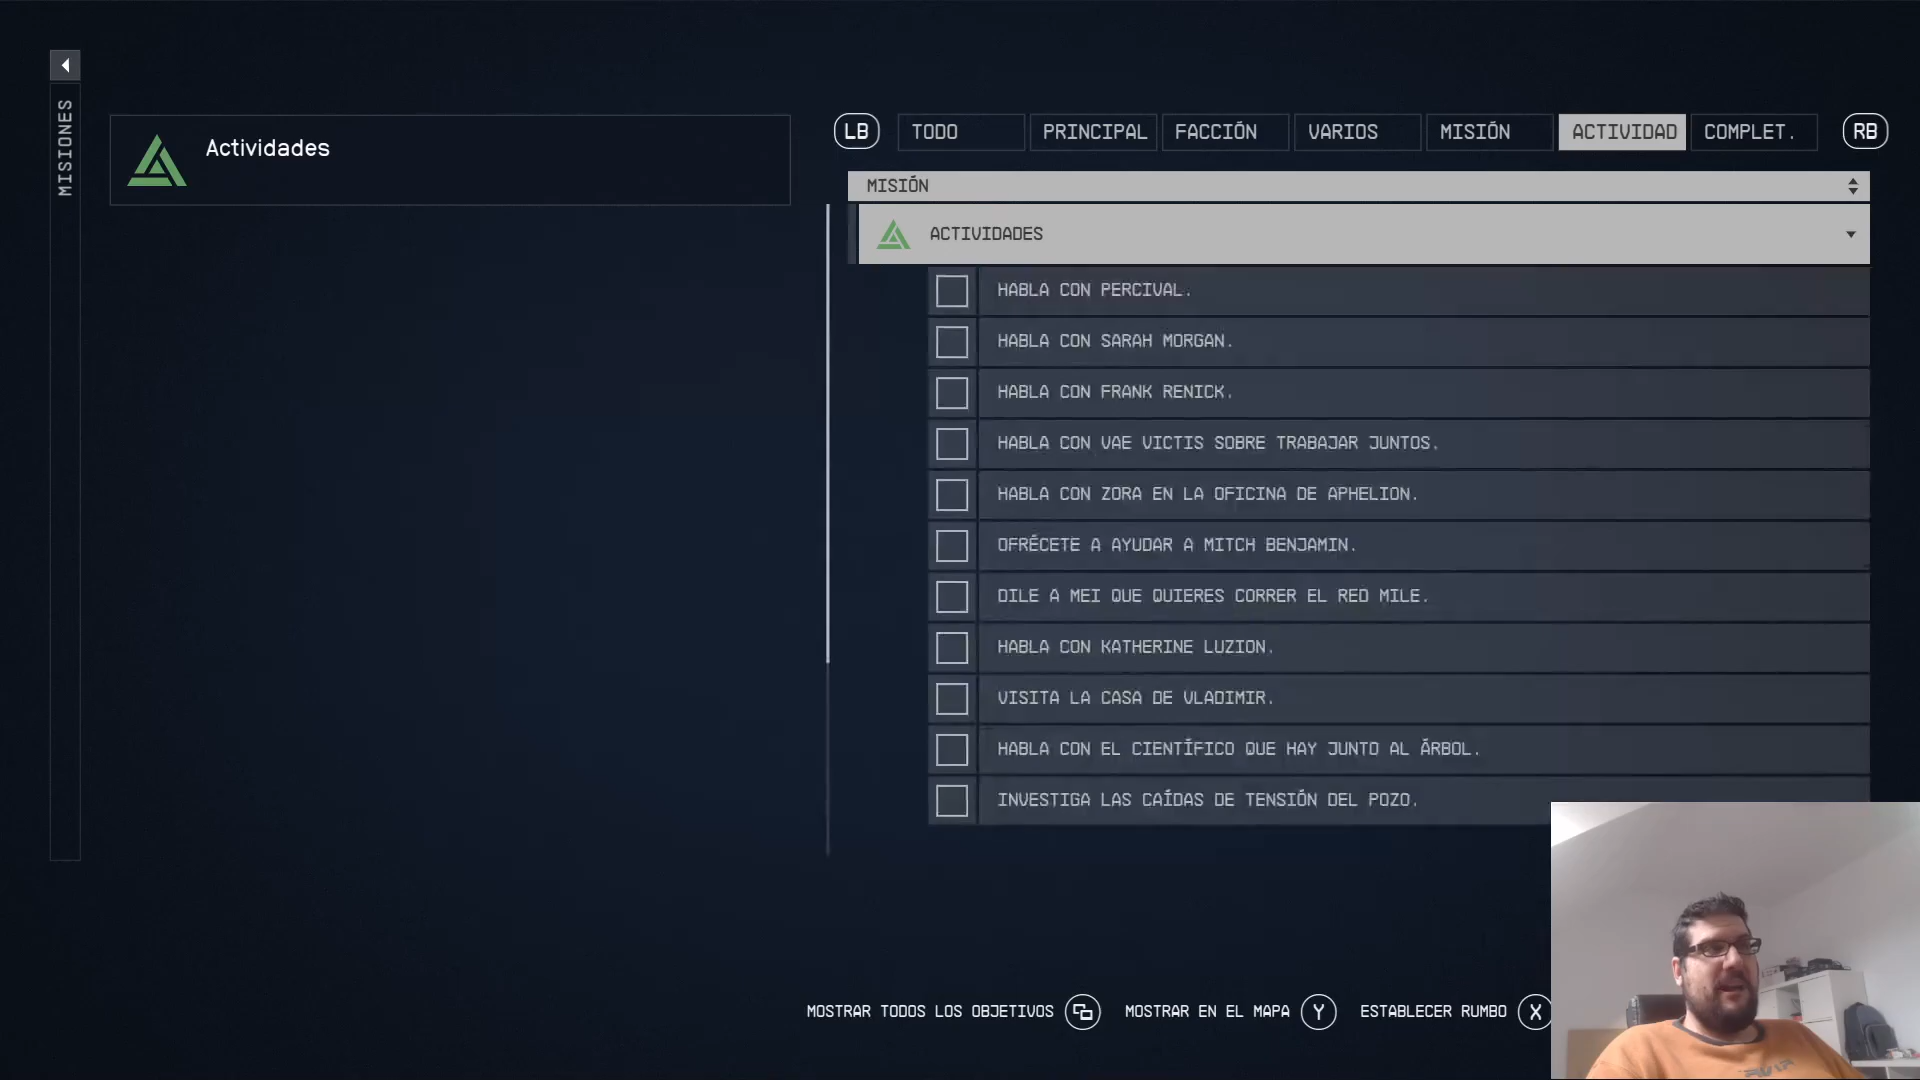 MISIONES
Actividades
LB
TODO
PRINCIPAL
FACCIÓN
VARIOS
MISIÓN
ACTIVIDAD
COMPLET.
RB
MISIÓN
ACTIVIDADES
HABLA CON PERCIVAL.
HABLA CON SARAH MORGAN.
HABLA CON FRANK RENICK.
HABLA CON VAE VICTIS SOBRE TRABAJAR JUNTOS.
HABLA CON ZORA EN LA OFICINA DE APHELION.
OFRÉCETE A AYUDAR A MITCH BENJAMIN.
DILE A MEI QUE QUIERES CORRER EL RED MILE.
HABLA CON KATHERINE LUZION.
VISITA LA CASA DE VLADIMIR.
HABLA CON EL CIENTÍFICO QUE HAY JUNTO AL ÁRBOL.
INVESTIGA LAS CAÍDAS DE TENSIÓN DEL POZO.
MOSTRAR TODOS LOS OBJETIVOS
MOSTRAR EN EL MAPA Y
ESTABLECER RUMBO X